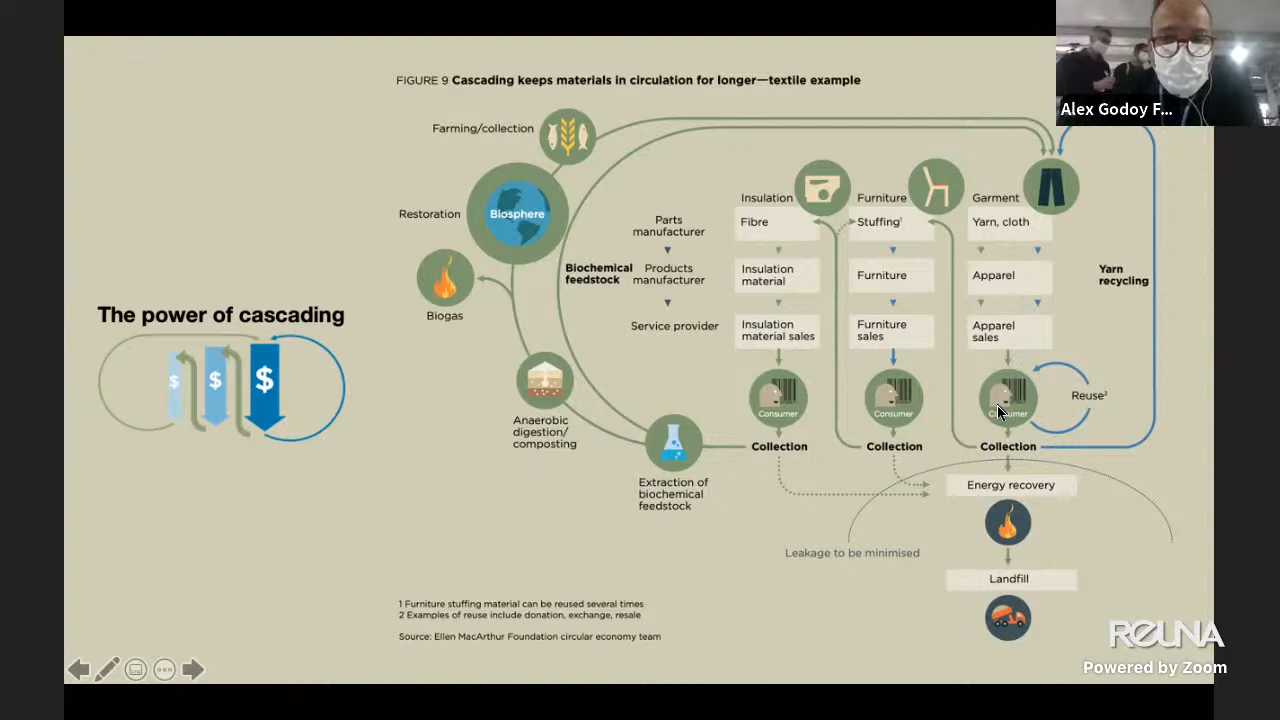 FIGURE 9 Cascading keeps materials in circulation for longer—textile example
Alex Godoy F...
Farming/collection
Restoration
Biosphere
Biogas
Anaerobic
digestion/
composting
Biochemical
feedstock
Extraction of
biochemical
feedstock
Parts
manufacturer
Products
manufacturer
Service provider
Insulation
Fibre
Insulation
material
Insulation
material sales
Consumer
Collection
Furniture
Stuffing¹
Furniture
Furniture
sales
Consumer
Collection
Garment
Yarn, cloth
Apparel
Apparel
sales
Consumer
Collection
Yarn
recycling
Reuse²
Energy recovery
Leakage to be minimised
Landfill
The power of cascading
$
$
$
1 Furniture stuffing material can be reused several times
2 Examples of reuse include donation, exchange, resale
Source: Ellen MacArthur Foundation circular economy team
REUNA
Powered by Zoom